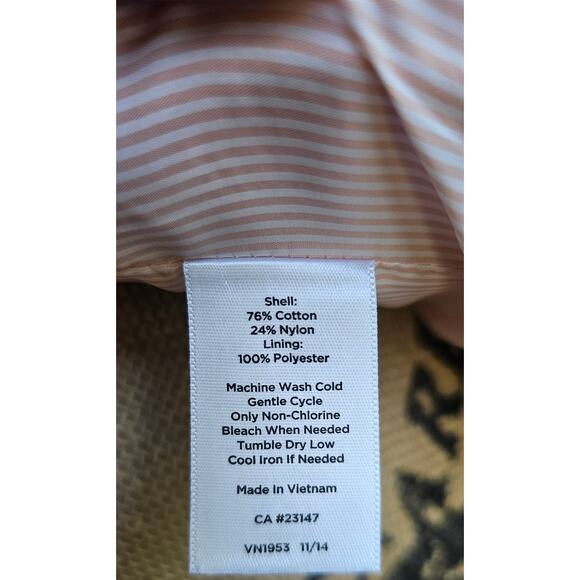 Shell:
76% Cotton
24% Nylon
Lining:
100% Polyester
Machine Wash Cold
Gentle Cycle
Only Non-Chlorine
Bleach When Needed
Tumble Dry Low
Cool Iron If Needed
Made In Vietnam
CA #23147
VN1953 11/14